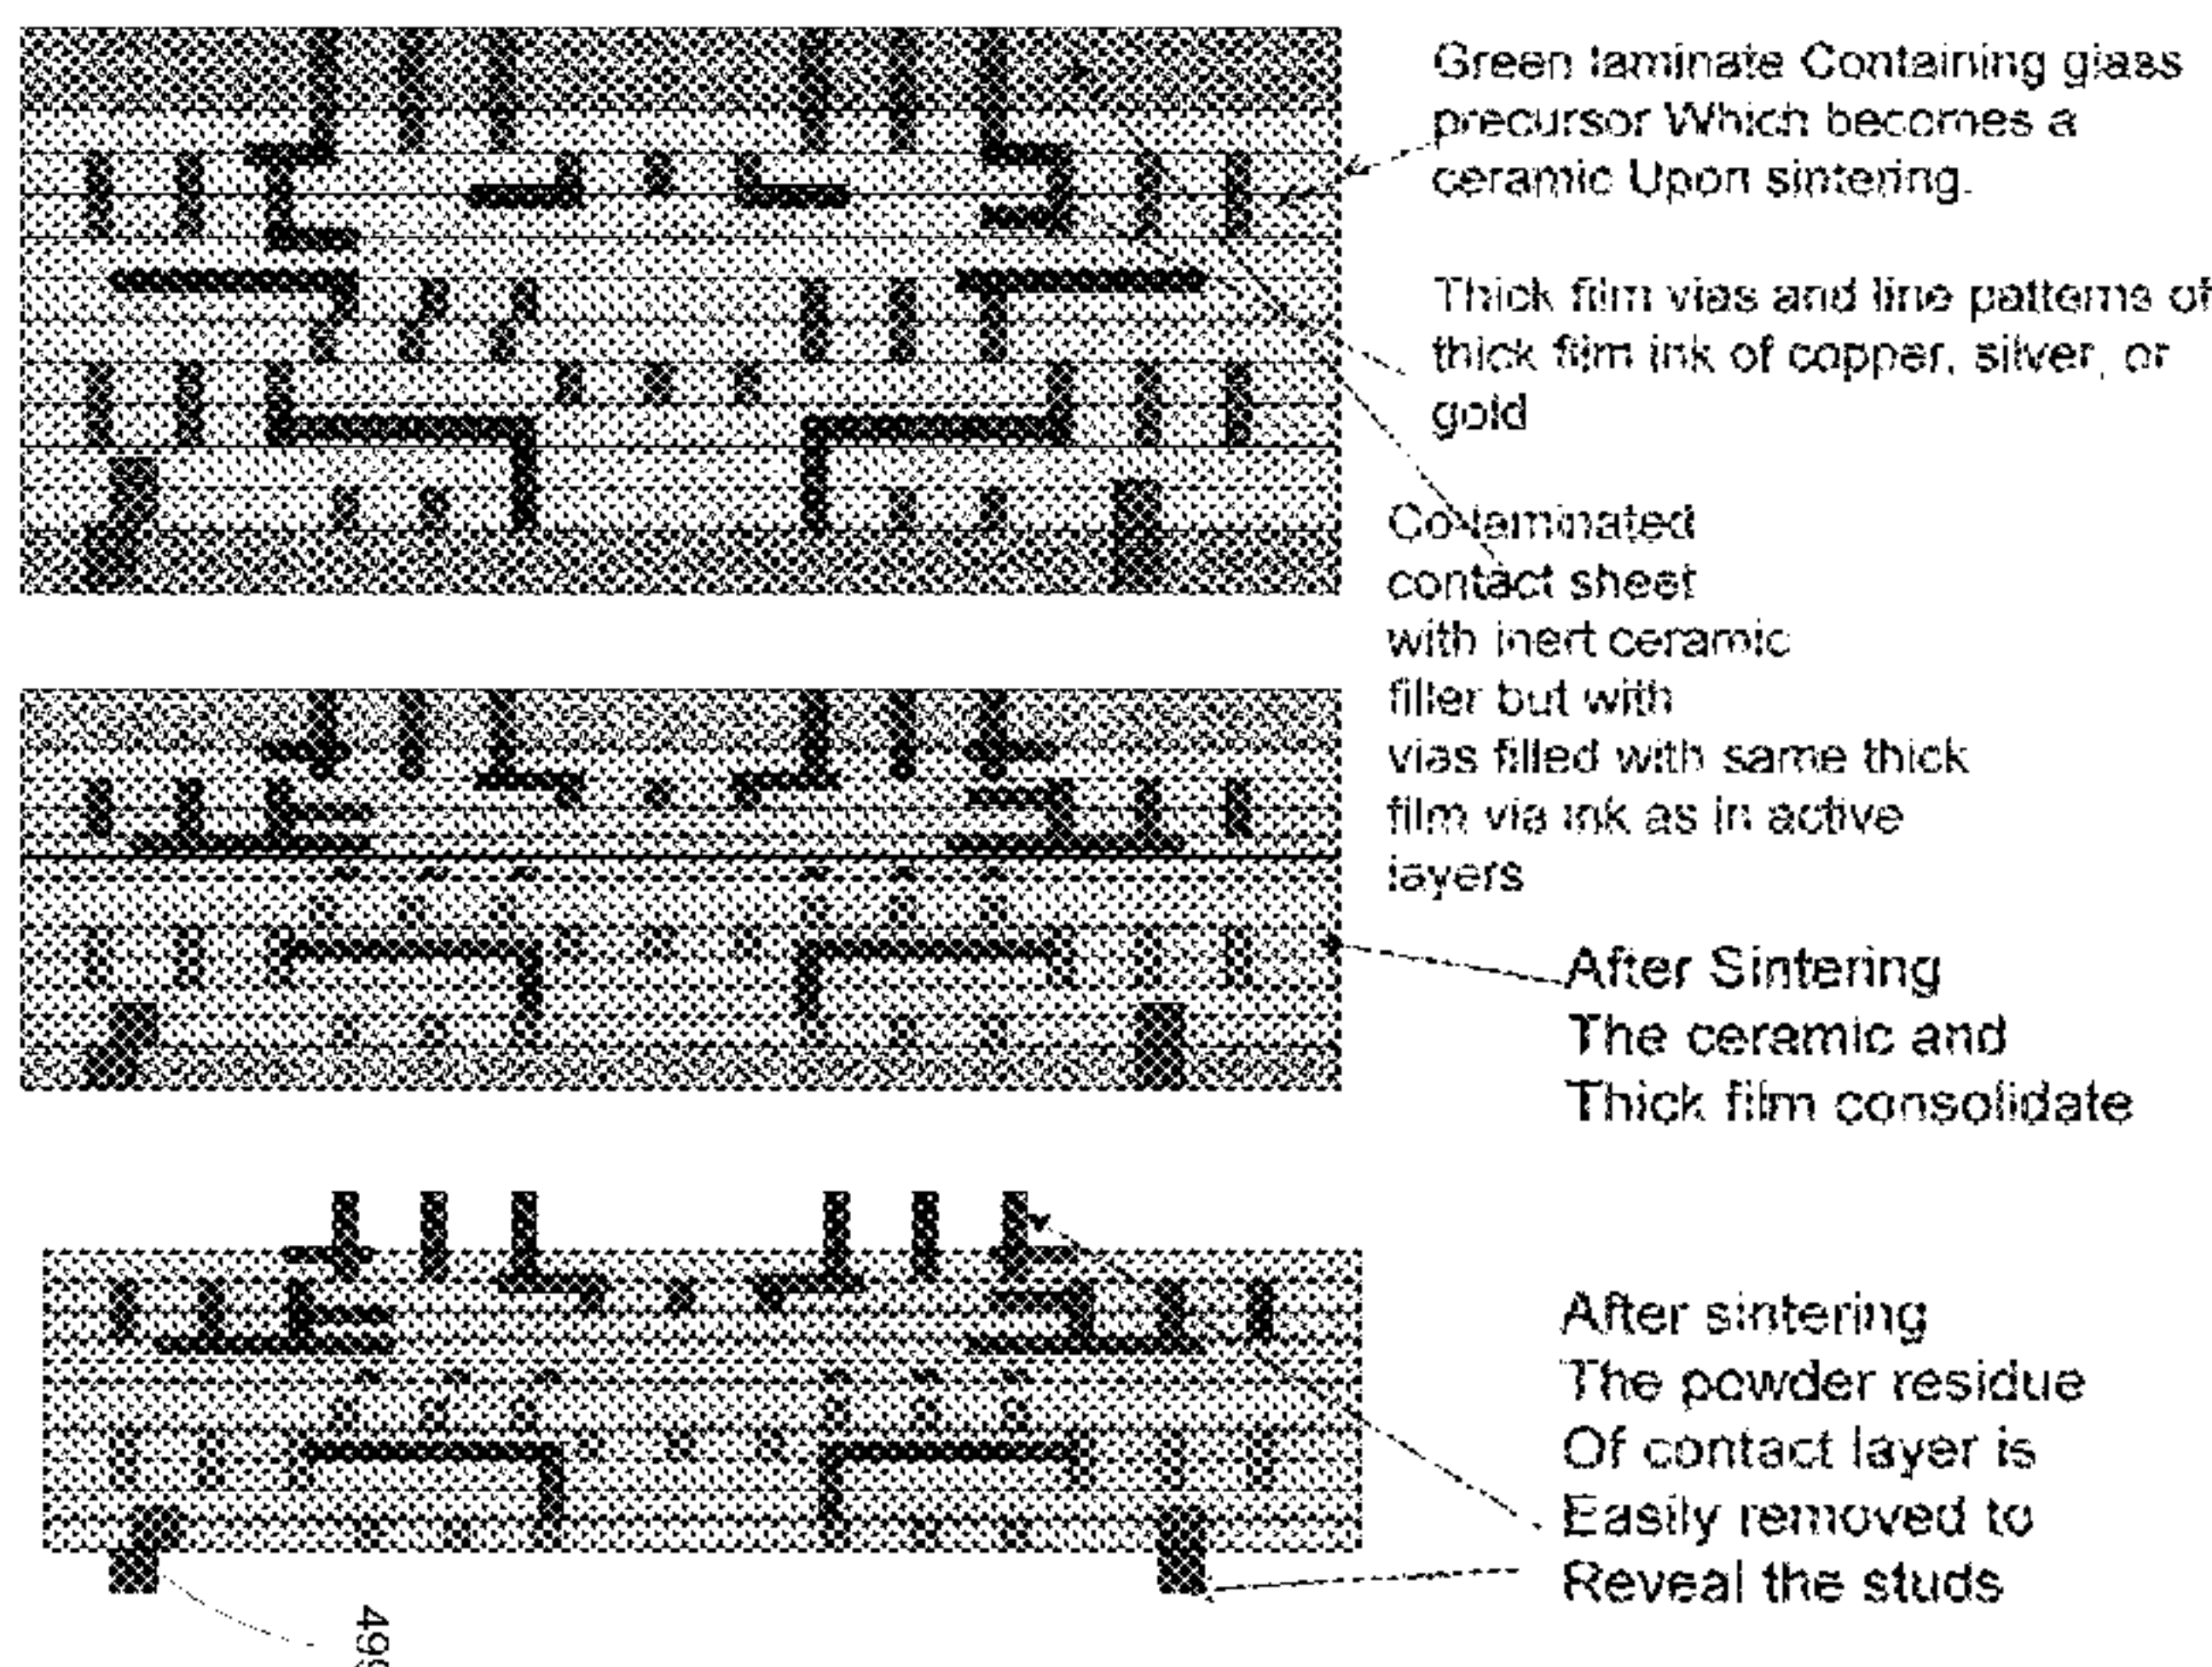 Green laminate Containing glass
precursor Which becomes a
ceramic Upon sintering.
Thick film vias and line patterns of
thick film ink of copper, silver, or
gold
Co-laminated
contact sheet
with inert ceramic
filler but with
vias filled with same thick
film via ink as in active
layers
After Sintering
The ceramic and
Thick film consolidate
After sintering
The powder residue
Of contact layer is
Easily removed to
Reveal the studs